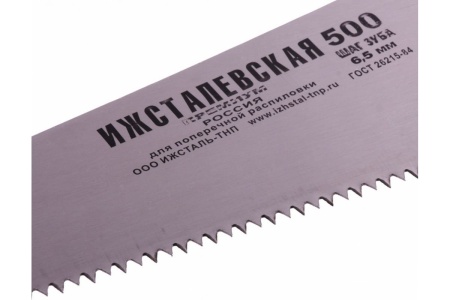 ИЖСТАЛЕВСКАЯ 500
ПРЕМИУМ
ШАГ ЗУБА
РОССИЯ
6,5 мм
для поперечной распиловки
ГОСТ 26215-84
ООО ИЖСТАЛЬ-ТНП
www.izhstal-tnp.ru